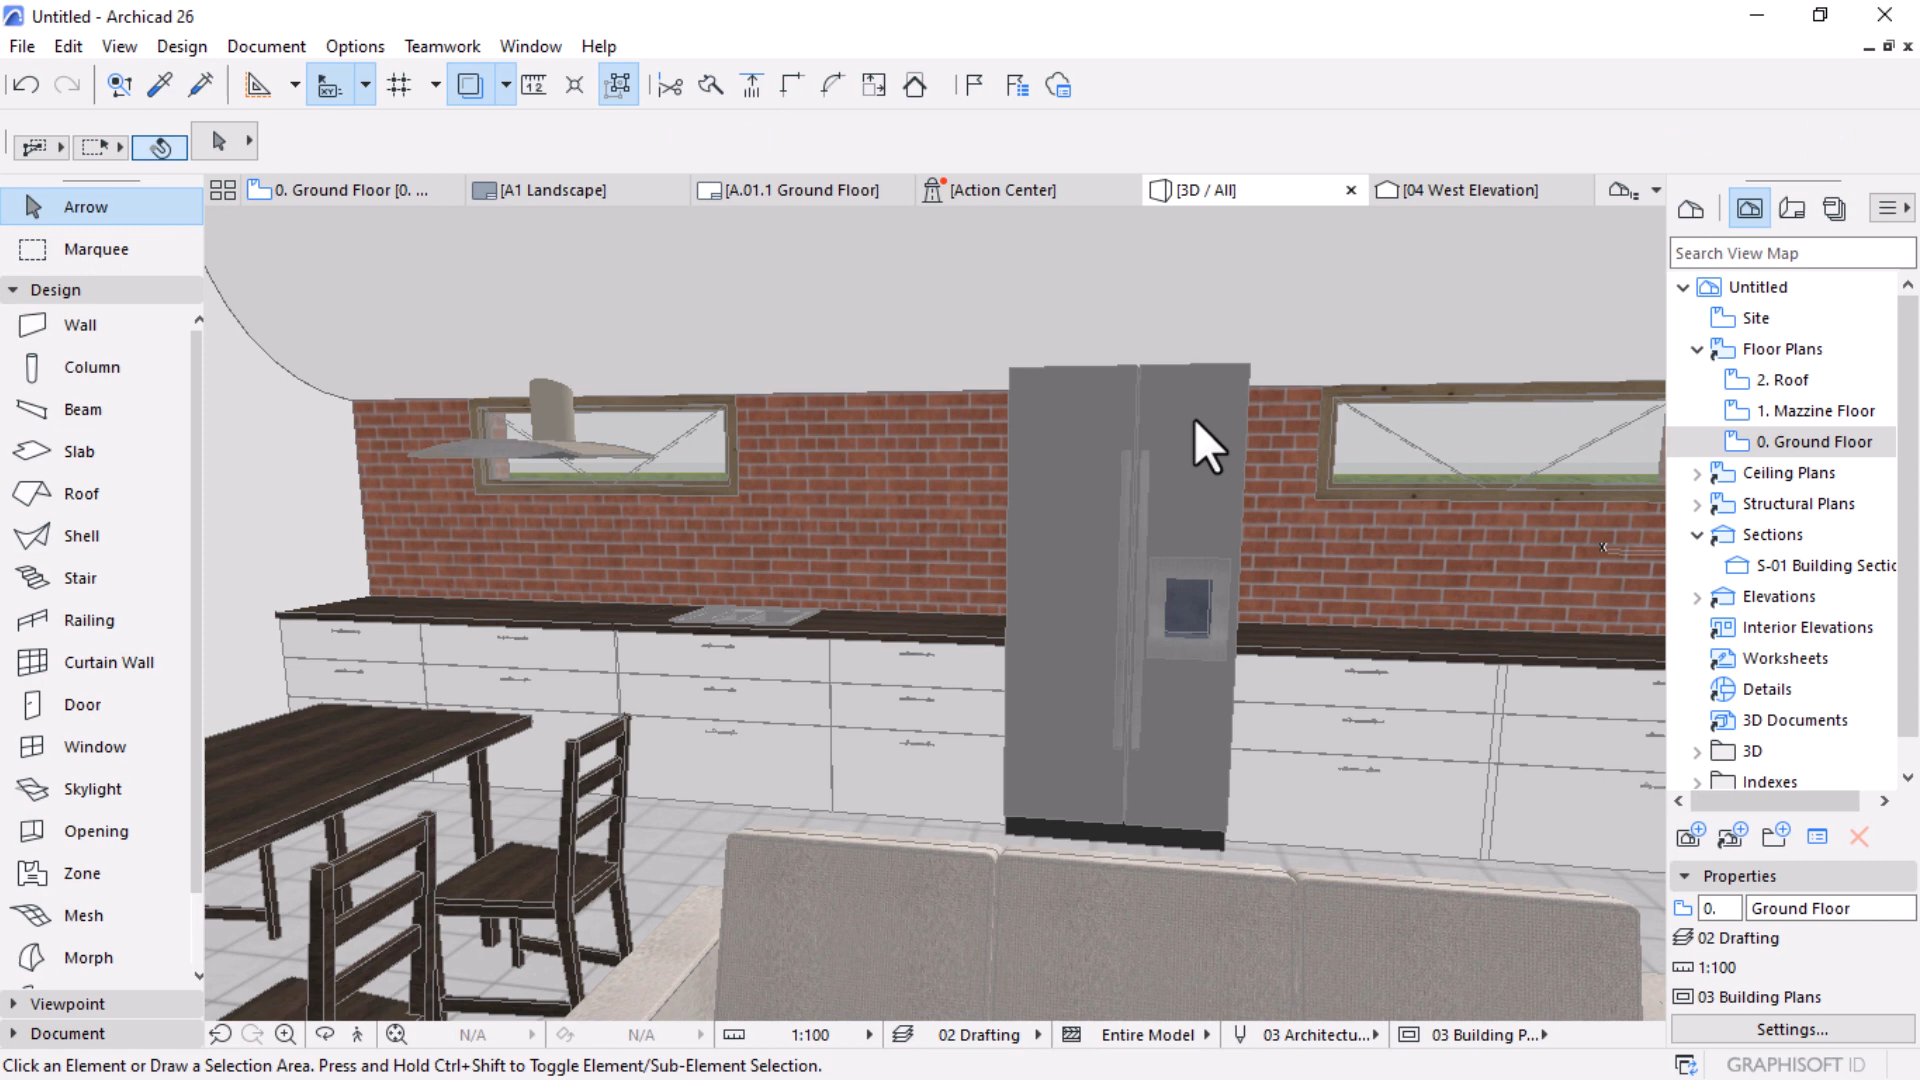 Untitled - Archicad 26
File Edit View Design Document Options Teamwork Window Help
0. Ground Floor [0. ... [A1 Landscape] [A.01.1 Ground Floor] [Action Center] [3D / All] [04 West Elevation]
Arrow
Marquee
Design
Wall
Column
Beam
Slab
Roof
Shell
Stair
Railing
Curtain Wall
Door
Window
Skylight
Opening
Zone
Mesh
Morph
Viewpoint
Document
Search View Map
Untitled
Site
Floor Plans
2. Roof
1. Mazzine Floor
0. Ground Floor
Ceiling Plans
Structural Plans
Sections
S-01 Building Sectic
Elevations
Interior Elevations
Worksheets
Details
3D Documents
3D
Indexes
Properties
0. Ground Floor
02 Drafting
1:100
03 Building Plans
Settings...
N/A N/A 1:100 02 Drafting Entire Model 03 Architectu... 03 Building P...
Click an Element or Draw a Selection Area. Press and Hold Ctrl+Shift to Toggle Element/Sub-Element Selection.
GRAPHISOFT ID